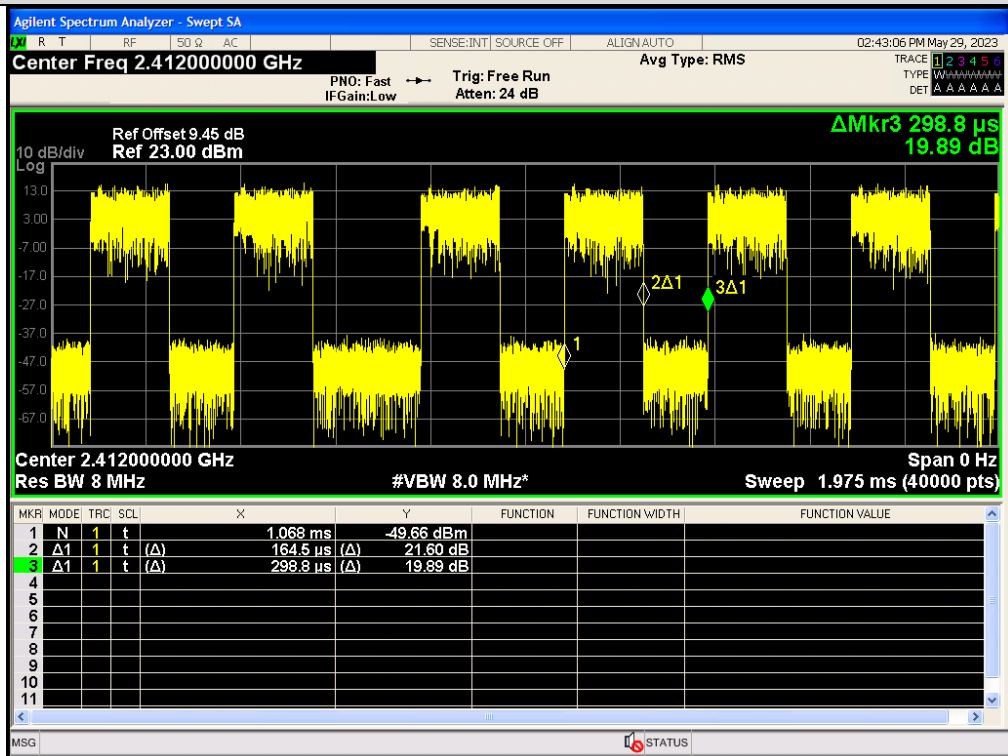 Agilent Spectrum Analyzer - Swept SA
LXI R T RF 50 Ω AC SENSE:INT SOURCE OFF ALIGN AUTO 02:43:06 PM May 29, 2023
Center Freq 2.412000000 GHz Avg Type: RMS TRACE 1 2 3 4 5 6
PNO: Fast Trig: Free Run TYPE WWWWWW
IFGain:Low Atten: 24 dB DET A A A A A A
ΔMkr3 298.8 µs
Ref Offset 9.45 dB
10 dB/div Ref 23.00 dBm 19.89 dB
Log
13.0
3.00
-7.00
-17.0
2Δ1 3Δ1
-27.0
-37.0
1
-47.0
-57.0
-67.0
Center 2.412000000 GHz Span 0 Hz
Res BW 8 MHz #VBW 8.0 MHz* Sweep 1.975 ms (40000 pts)
MKR MODE TRC SCL X Y FUNCTION FUNCTION WIDTH FUNCTION VALUE
1 N 1 t 1.068 ms -49.66 dBm
2 Δ1 1 t (Δ) 164.5 µs (Δ) 21.60 dB
3 Δ1 1 t (Δ) 298.8 µs (Δ) 19.89 dB
4
5
6
7
8
9
10
11
MSG STATUS